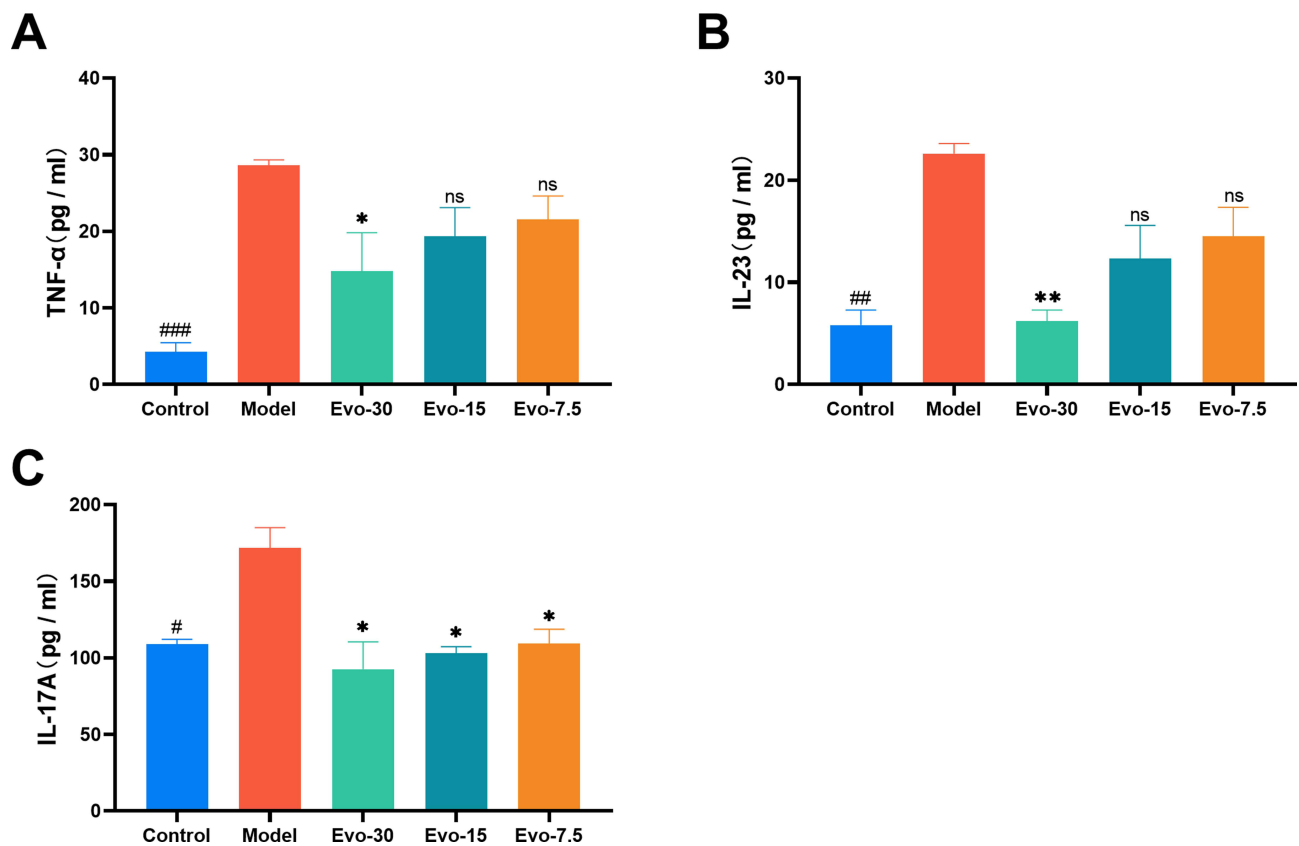 A
TNF-α(pg / ml)
40
30
20
10
0
###
*
ns
ns
Control Model Evo-30 Evo-15 Evo-7.5
B
IL-23(pg / ml)
30
20
10
0
##
**
ns
ns
Control Model Evo-30 Evo-15 Evo-7.5
C
IL-17A(pg / ml)
200
150
100
50
0
#
*
*
*
Control Model Evo-30 Evo-15 Evo-7.5